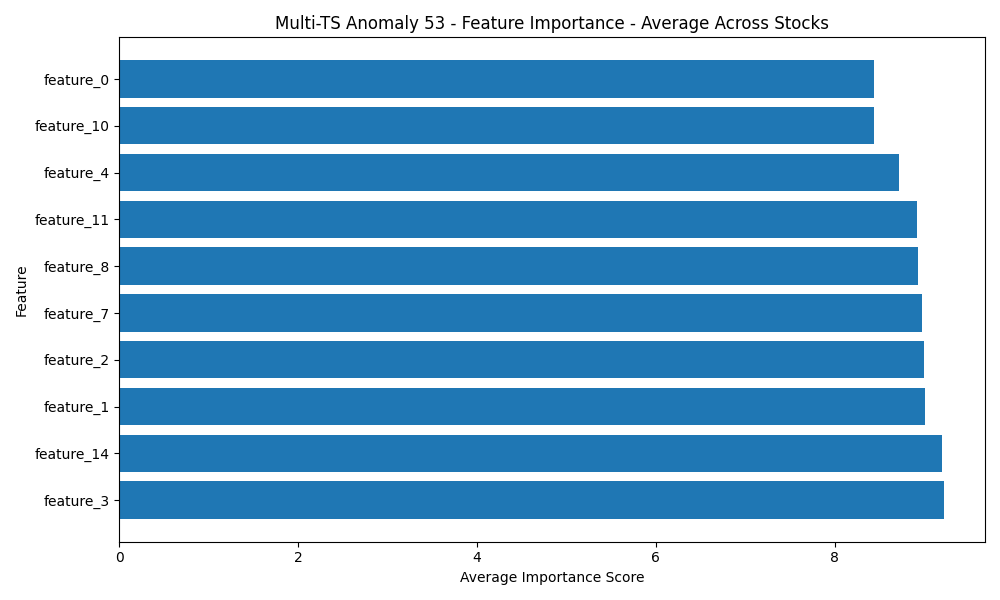 Multi-TS Anomaly 53 - Feature Importance - Average Across Stocks
feature_0
feature_10
feature_4
feature_11
feature_8
feature_7
feature_2
feature_1
feature_14
feature_3
Feature
0 2 4 6 8
Average Importance Score